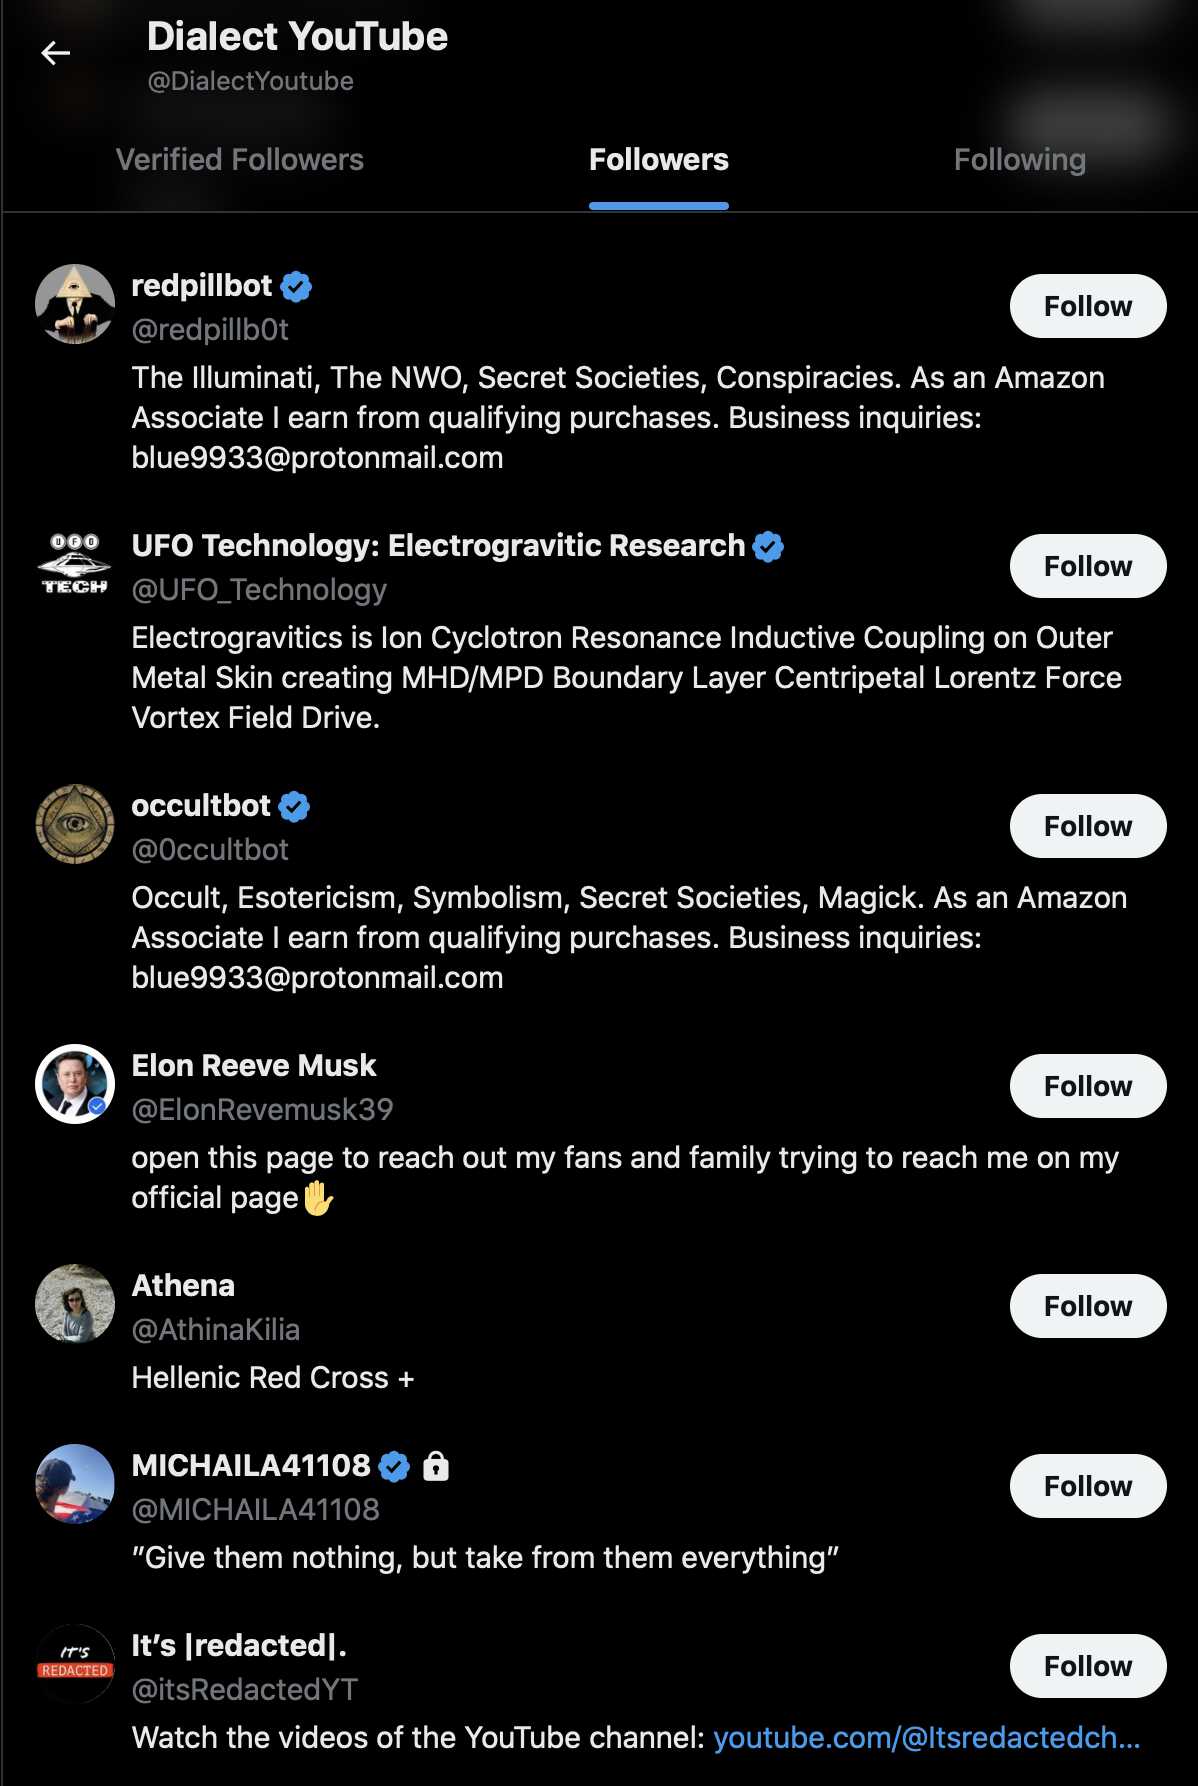 Dialect YouTube
@DialectYoutube
Verified Followers
Followers
Following
redpillbot
@redpillb0t
Follow
The Illuminati, The NWO, Secret Societies, Conspiracies. As an Amazon
Associate I earn from qualifying purchases. Business inquiries:
blue9933@protonmail.com
UFO
TECH
UFO Technology: Electrogravitic Research
@UFO_Technology
Follow
Electrogravitics is Ion Cyclotron Resonance Inductive Coupling on Outer
Metal Skin creating MHD/MPD Boundary Layer Centripetal Lorentz Force
Vortex Field Drive.
occultbot
@0ccultbot
Follow
Occult, Esotericism, Symbolism, Secret Societies, Magick. As an Amazon
Associate I earn from qualifying purchases. Business inquiries:
blue9933@protonmail.com
Elon Reeve Musk
@ElonRevemusk39
Follow
open this page to reach out my fans and family trying to reach me on my
official page✋
Athena
@AthinaKilia
Follow
Hellenic Red Cross +
MICHAILA41108
@MICHAILA41108
Follow
"Give them nothing, but take from them everything"
IT'S
REDACTED
It's |redacted|.
@itsRedactedYT
Follow
Watch the videos of the YouTube channel: youtube.com/@Itsredactedch...